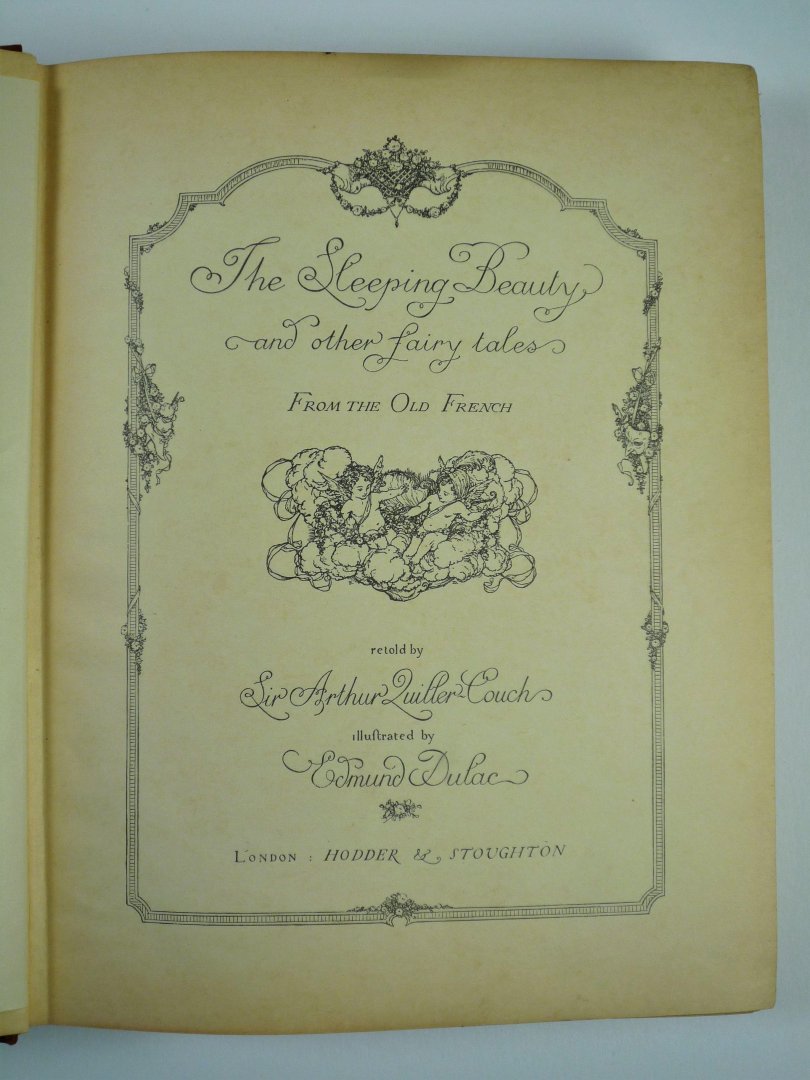 The Sleeping Beauty
and other fairy tales
FROM THE OLD FRENCH
retold by
Sir Arthur Quiller-Couch
illustrated by
Edmund Dulac
LONDON : HODDER & STOUGHTON